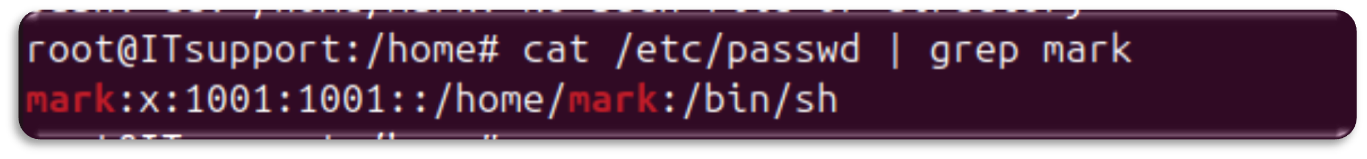 root@ITsupport:/home# cat /etc/passwd | grep mark
mark:x:1001:1001::/home/mark:/bin/sh